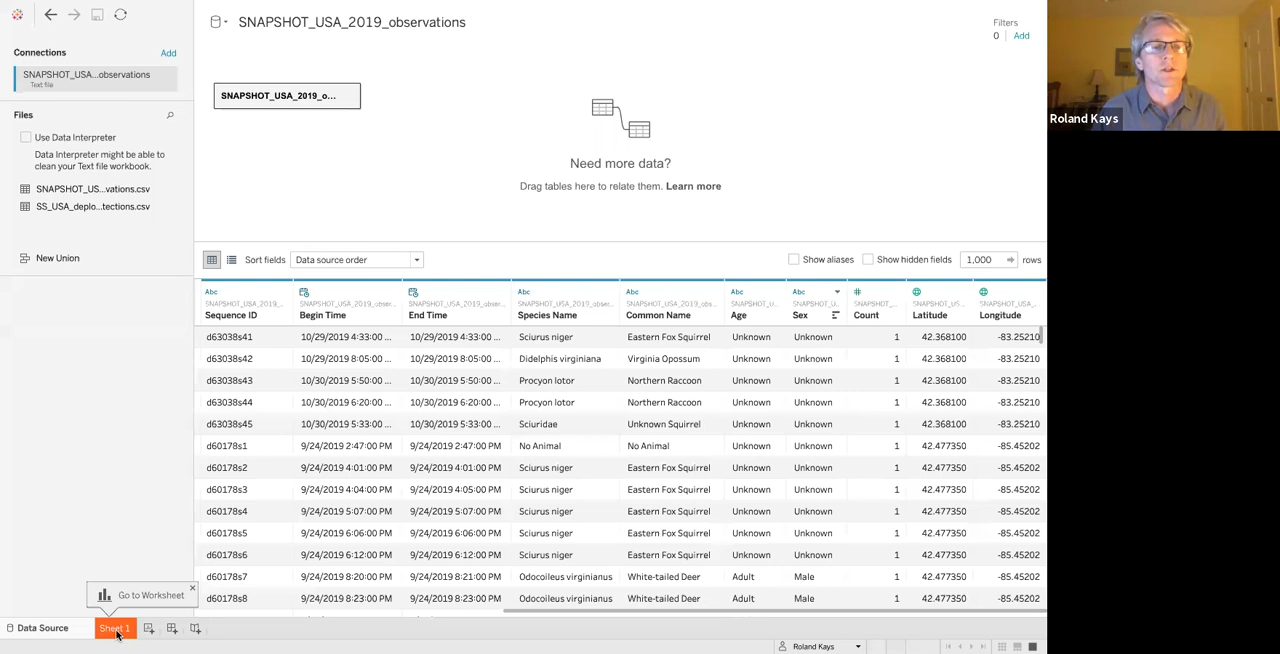 SNAPSHOT_USA_2019_observations
Filters
0 | Add
Connections Add
SNAPSHOT_USA...observations
Text file
SNAPSHOT_USA_2019_o...
Files
Use Data Interpreter
Data Interpreter might be able to
clean your Text file workbook.
SNAPSHOT_US...vations.csv
SS_USA_deplo...tections.csv
New Union
Need more data?
Drag tables here to relate them. Learn more
Roland Kays
Sort fields Data source order Show aliases Show hidden fields 1,000 rows
Abc Abc Abc Abc Abc #
SNAPSHOT_USA_2019_... SNAPSHOT_USA_2019_obser... SNAPSHOT_USA_2019_obser... SNAPSHOT_USA_2019_obser... SNAPSHOT_USA_2019_obs... SNAPSHOT_U... SNAPSHOT_U... SNAPSHOT_... SNAPSHOT_US... SNAPSHOT_USA_
Sequence ID Begin Time End Time Species Name Common Name Age Sex Count Latitude Longitude
d63038s41 10/29/2019 4:33:00 ... 10/29/2019 4:33:00 ... Sciurus niger Eastern Fox Squirrel Unknown Unknown 1 42.368100 -83.25210
d63038s42 10/29/2019 8:05:00 ... 10/29/2019 8:05:00 ... Didelphis virginiana Virginia Opossum Unknown Unknown 1 42.368100 -83.25210
d63038s43 10/30/2019 5:50:00 ... 10/30/2019 5:50:00 ... Procyon lotor Northern Raccoon Unknown Unknown 1 42.368100 -83.25210
d63038s44 10/30/2019 6:20:00 ... 10/30/2019 6:20:00 ... Procyon lotor Northern Raccoon Unknown Unknown 1 42.368100 -83.25210
d63038s45 10/30/2019 5:33:00 ... 10/30/2019 5:33:00 ... Sciuridae Unknown Squirrel Unknown Unknown 1 42.368100 -83.25210
d60178s1 9/24/2019 2:47:00 PM 9/24/2019 2:47:00 PM No Animal No Animal Unknown Unknown 1 42.477350 -85.45202
d60178s2 9/24/2019 4:01:00 PM 9/24/2019 4:01:00 PM Sciurus niger Eastern Fox Squirrel Unknown Unknown 1 42.477350 -85.45202
d60178s3 9/24/2019 4:04:00 PM 9/24/2019 4:05:00 PM Sciurus niger Eastern Fox Squirrel Unknown Unknown 1 42.477350 -85.45202
d60178s4 9/24/2019 5:07:00 PM 9/24/2019 5:07:00 PM Sciurus niger Eastern Fox Squirrel Unknown Unknown 1 42.477350 -85.45202
d60178s5 9/24/2019 6:06:00 PM 9/24/2019 6:06:00 PM Sciurus niger Eastern Fox Squirrel Unknown Unknown 1 42.477350 -85.45202
d60178s6 9/24/2019 6:12:00 PM 9/24/2019 6:12:00 PM Sciurus niger Eastern Fox Squirrel Unknown Unknown 1 42.477350 -85.45202
d60178s7 9/24/2019 8:20:00 PM 9/24/2019 8:21:00 PM Odocoileus virginianus White-tailed Deer Adult Male 1 42.477350 -85.45202
d60178s8 9/24/2019 8:23:00 PM 9/24/2019 8:23:00 PM Odocoileus virginianus White-tailed Deer Adult Male 1 42.477350 -85.45202
Go to Worksheet
Data Source Sheet 1
Roland Kays